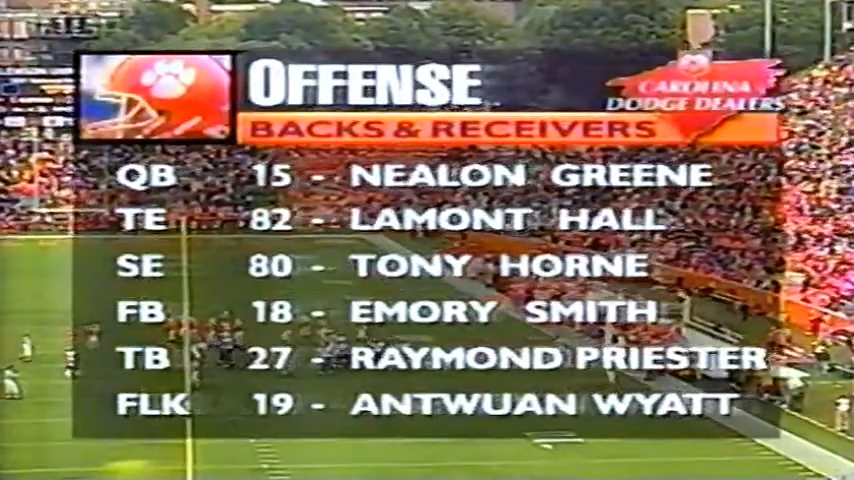 OFFENSE
CAROLINA
DODGE DEALERS
BACKS & RECEIVERS
QB 15 - NEALON GREENE
TE 82 - LAMONT HALL
SE 80 - TONY HORNE
FB 18 - EMORY SMITH
TB 27 - RAYMOND PRIESTER
FLK 19 - ANTWUAN WYATT